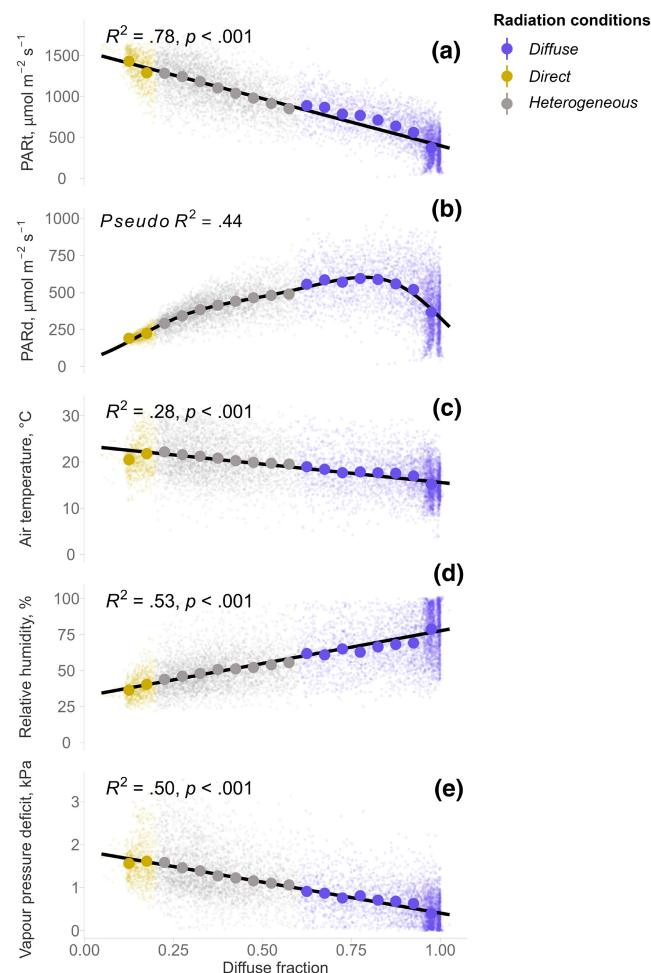 Radiation conditions
Diffuse
Direct
Heterogeneous
R² = .78, p < .001
(a)
PARt, µmol m⁻² s⁻¹
1500
1000
500
0
Pseudo R² = .44
(b)
PARd, µmol m⁻² s⁻¹
1000
750
500
250
0
R² = .28, p < .001
(c)
Air temperature, °C
30
20
10
0
(d)
R² = .53, p < .001
Relative humidity, %
100
75
50
25
0
R² = .50, p < .001
(e)
Vapour pressure deficit, kPa
3
2
1
0
0.00 0.25 0.50 0.75 1.00
Diffuse fraction